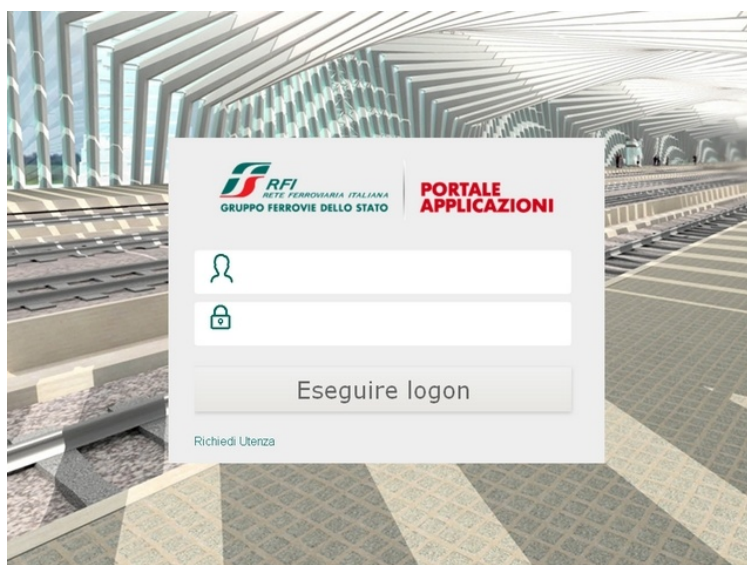 RFI
RETE FERROVIARIA ITALIANA
GRUPPO FERROVIE DELLO STATO
PORTALE
APPLICAZIONI
Eseguire logon
Richiedi Utenza